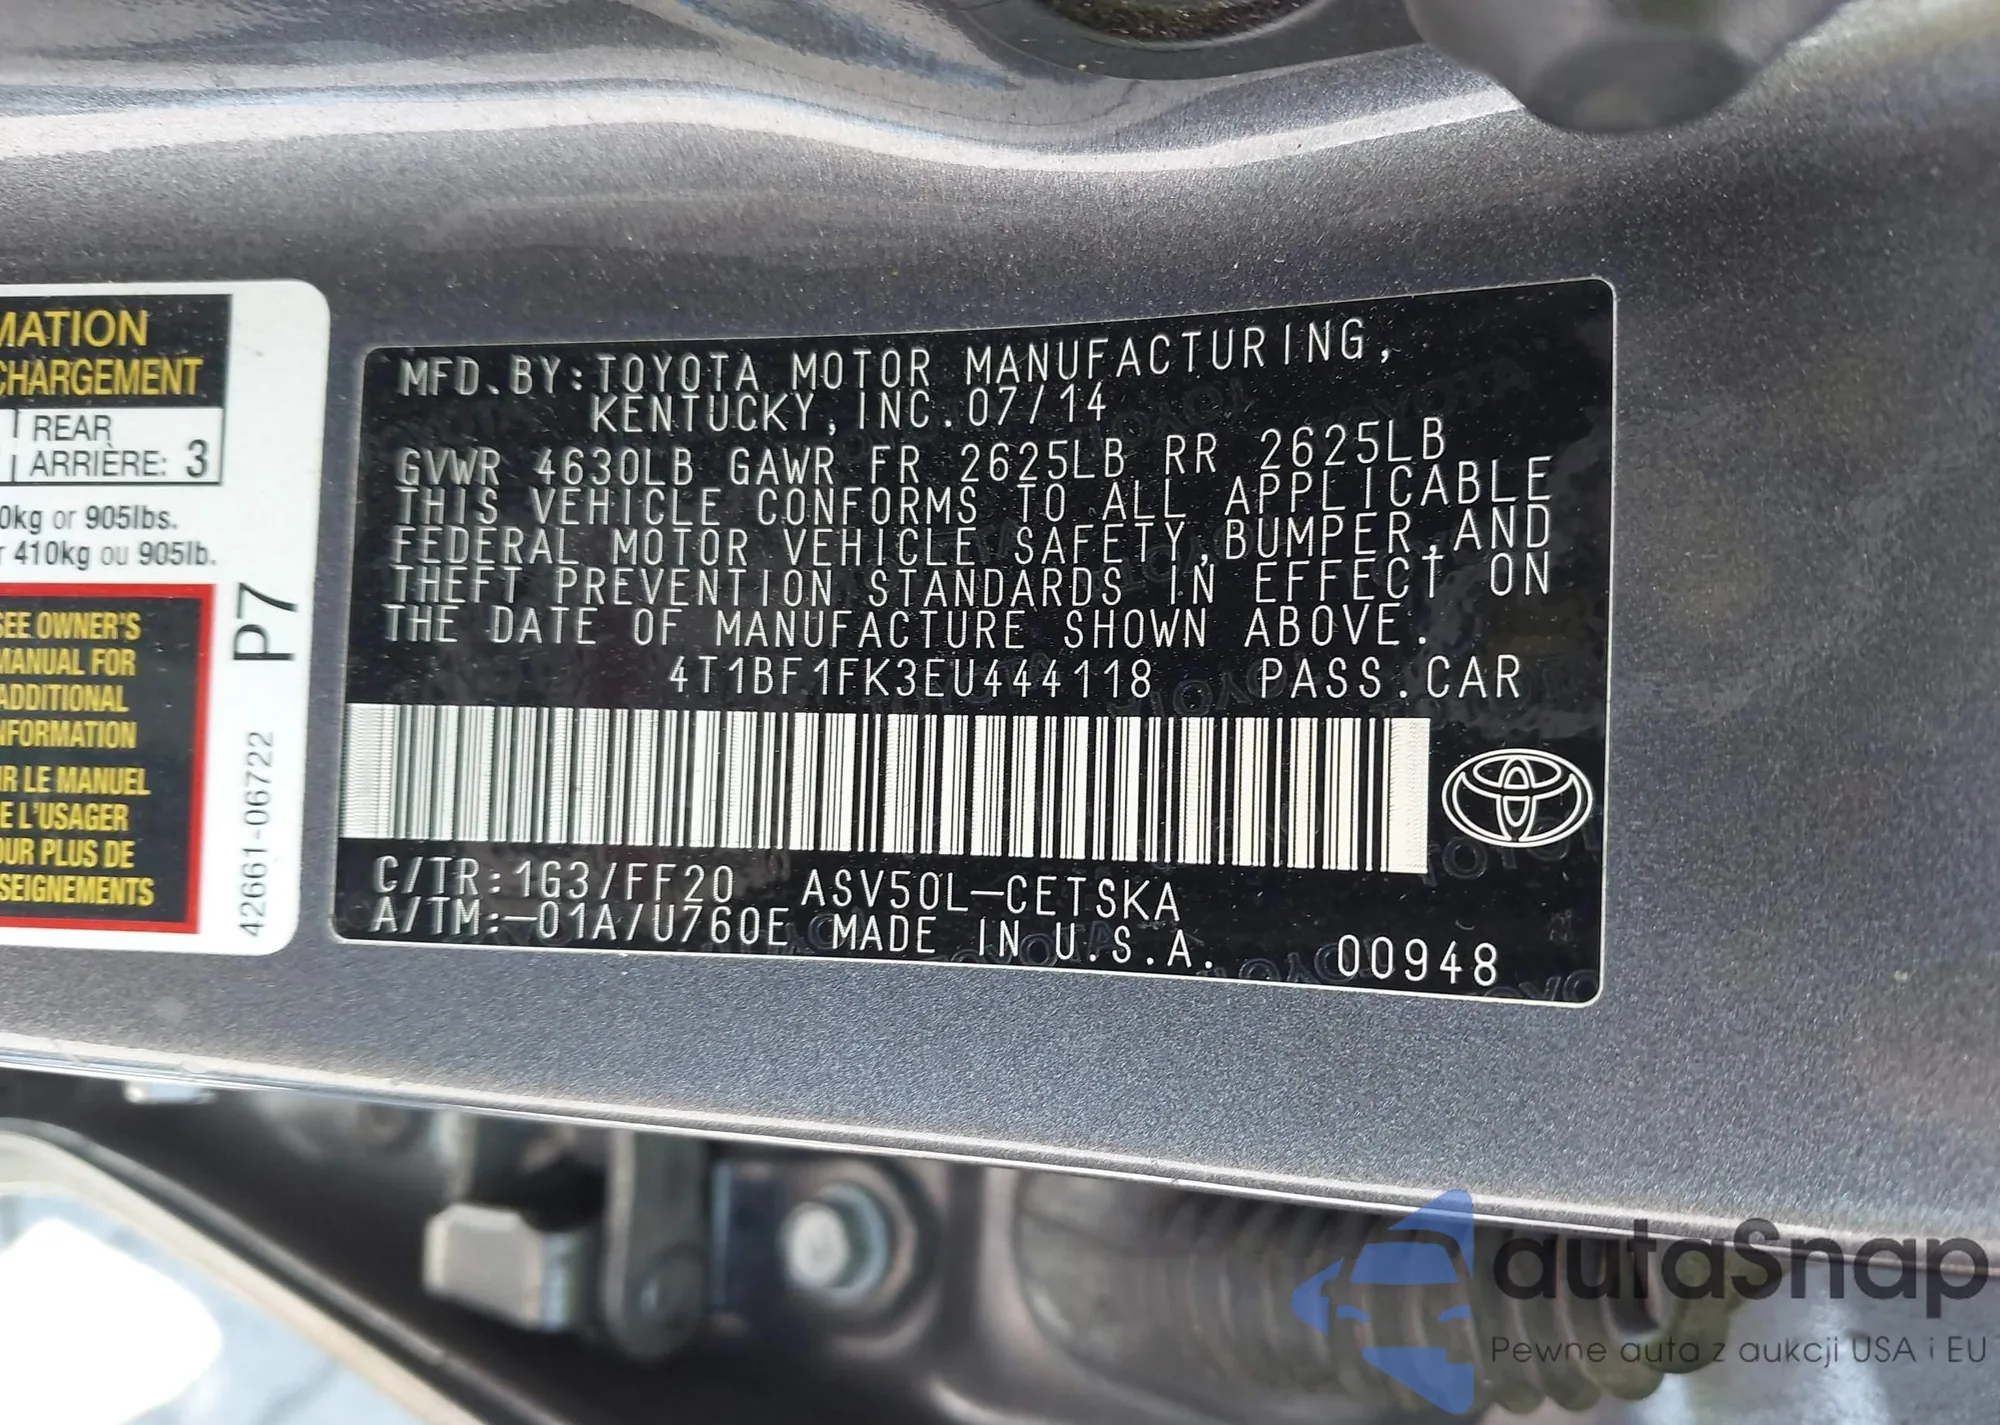 MATION
CHARGEMENT
REAR
ARRIÈRE: 3
0kg or 905lbs.
r 410kg ou 905lb.
SEE OWNER'S
MANUAL FOR
ADDITIONAL
NFORMATION
IR LE MANUEL
E L'USAGER
OUR PLUS DE
SEIGNEMENTS
P7
42661-06722
MFD.BY:TOYOTA MOTOR MANUFACTURING,
KENTUCKY,INC.07/14
GVWR 4630LB GAWR FR 2625LB RR 2625LB
THIS VEHICLE CONFORMS TO ALL APPLICABLE
FEDERAL MOTOR VEHICLE SAFETY,BUMPER,AND
THEFT PREVENTION STANDARDS IN EFFECT ON
THE DATE OF MANUFACTURE SHOWN ABOVE.
4T1BF1FK3EU444118 PASS.CAR
C/TR:1G3/FF20 ASV50L-CETSKA
A/TM:-01A/U760E MADE IN U.S.A. 00948
autaSnap
Pewne auta z aukcji USA i EU